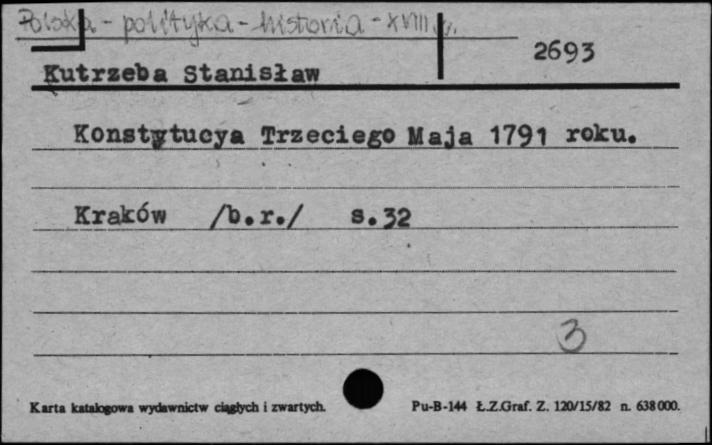 Polska - polityka - historia - XVIII w.
2693
Kutrzeba Stanisław
Konstytucya Trzeciego Maja 1791 roku.
Kraków /b.r./ s.32
3
Karta katalogowa wydawnictw ciągłych i zwartych.
Pu-B-144 Ł.Z.Graf. Z. 120/15/82 n. 638000.